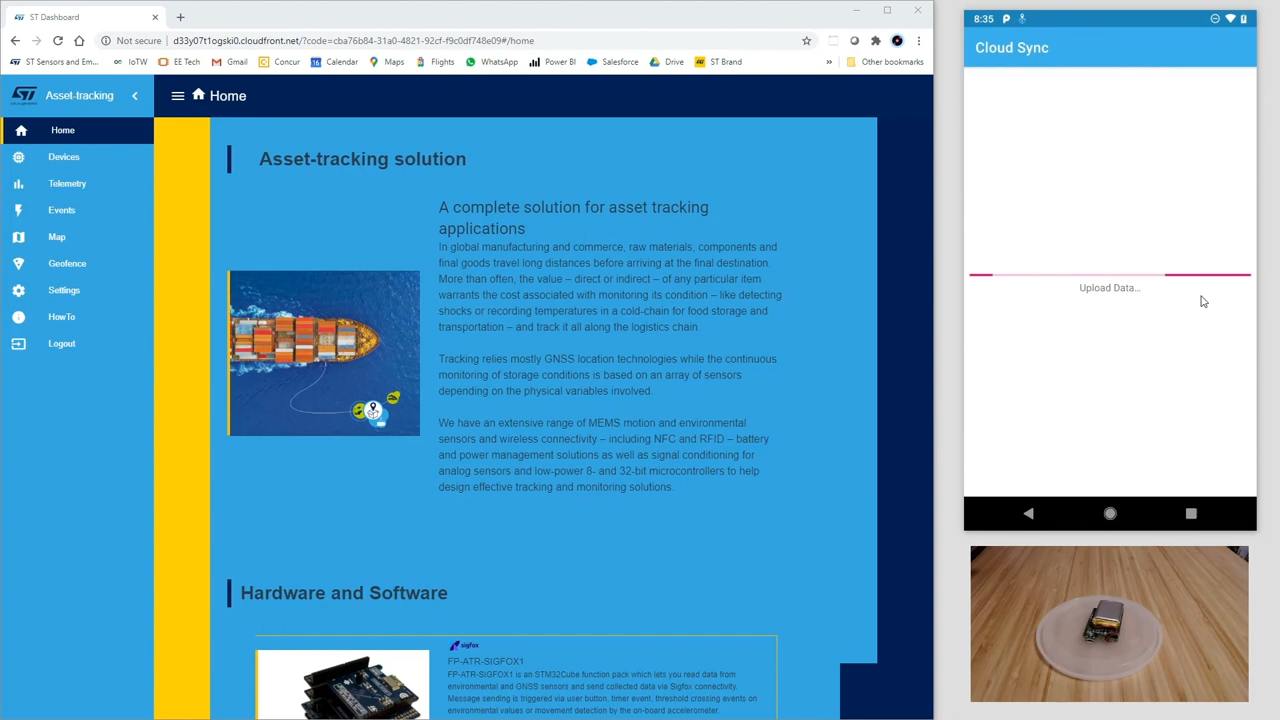 ST Dashboard
Not secure
d33v07t1ogski0.cloudfront.net/?code=cba76b84-31a0-4821-92cf-f9c0df748e09#/home
ST Sensors and Em...
IoTW
EE Tech
Gmail
Concur
16 Calendar
Maps
Flights
WhatsApp
Power BI
Salesforce
Drive
ST Brand
»
Other bookmarks
ST
Asset-tracking
Home
Devices
Telemetry
Events
Map
Geofence
Settings
HowTo
Logout
Home
Asset-tracking solution
A complete solution for asset tracking
applications
In global manufacturing and commerce, raw materials, components and
final goods travel long distances before arriving at the final destination.
More than often, the value – direct or indirect – of any particular item
warrants the cost associated with monitoring its condition – like detecting
shocks or recording temperatures in a cold-chain for food storage and
transportation – and track it all along the logistics chain.
Tracking relies mostly GNSS location technologies while the continuous
monitoring of storage conditions is based on an array of sensors
depending on the physical variables involved.
We have an extensive range of MEMS motion and environmental
sensors and wireless connectivity – including NFC and RFID – battery
and power management solutions as well as signal conditioning for
analog sensors and low-power 8- and 32-bit microcontrollers to help
design effective tracking and monitoring solutions.
Hardware and Software
sigfox
FP-ATR-SIGFOX1
FP-ATR-SIGFOX1 is an STM32Cube function pack which lets you read data from
environmental and GNSS sensors and send collected data via Sigfox connectivity.
Message sending is triggered via user button, timer event, threshold crossing events on
environmental values or movement detection by the on-board accelerometer.
8:35
Cloud Sync
Upload Data...